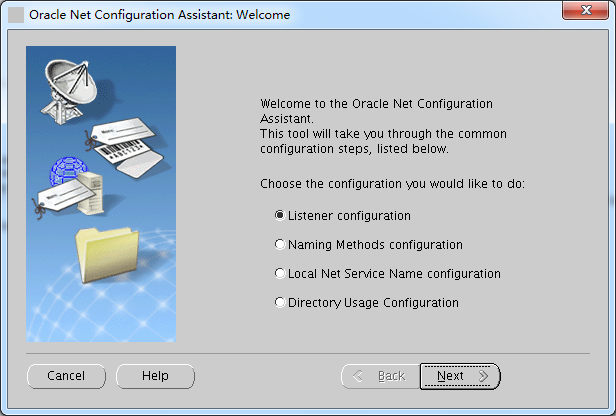 Oracle Net Configuration Assistant: Welcome
Welcome to the Oracle Net Configuration
Assistant.
This tool will take you through the common
configuration steps, listed below.
Choose the configuration you would like to do:
Listener configuration
Naming Methods configuration
Local Net Service Name configuration
Directory Usage Configuration
Cancel
Help
Back
Next